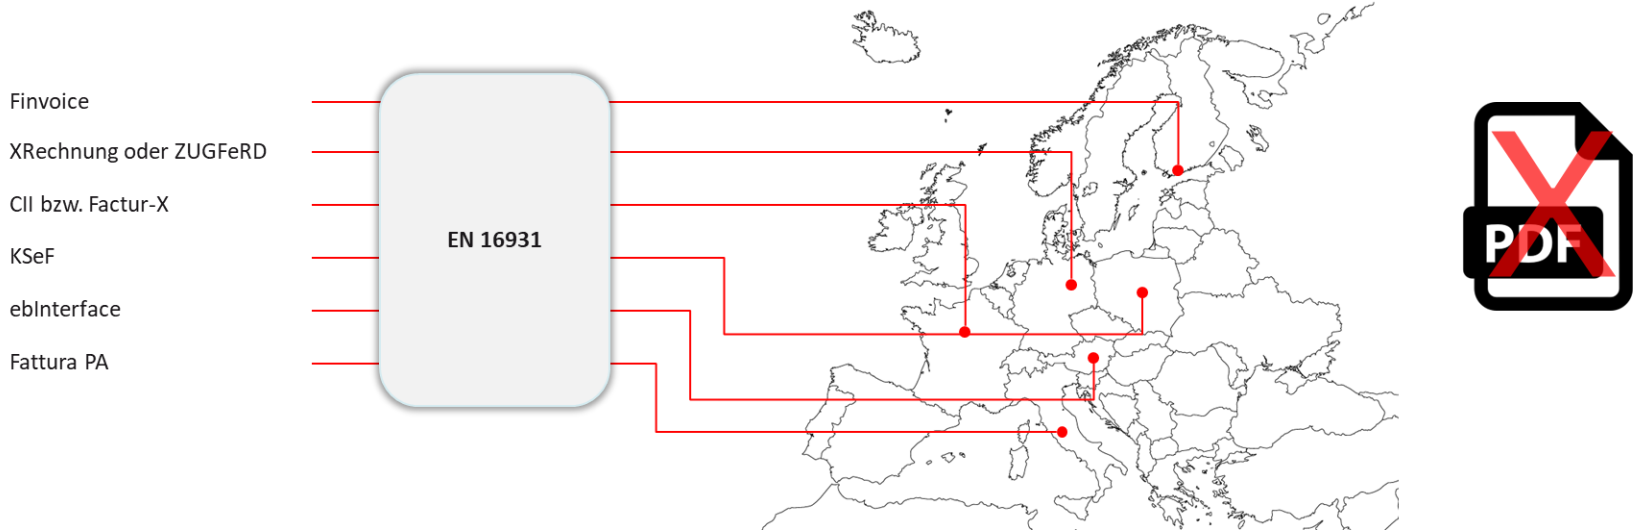 Finvoice
XRechnung oder ZUGFeRD
CII bzw. Factur-X
KSeF
ebInterface
Fattura PA
EN 16931
PDF